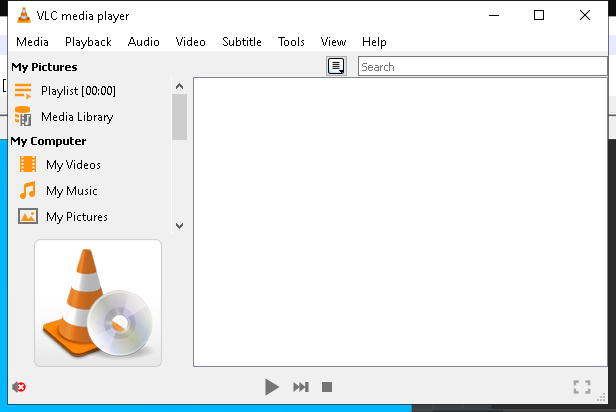 VLC media player
Media Playback Audio Video Subtitle Tools View Help
My Pictures
Search
Playlist [00:00]
Media Library
My Computer
My Videos
My Music
My Pictures